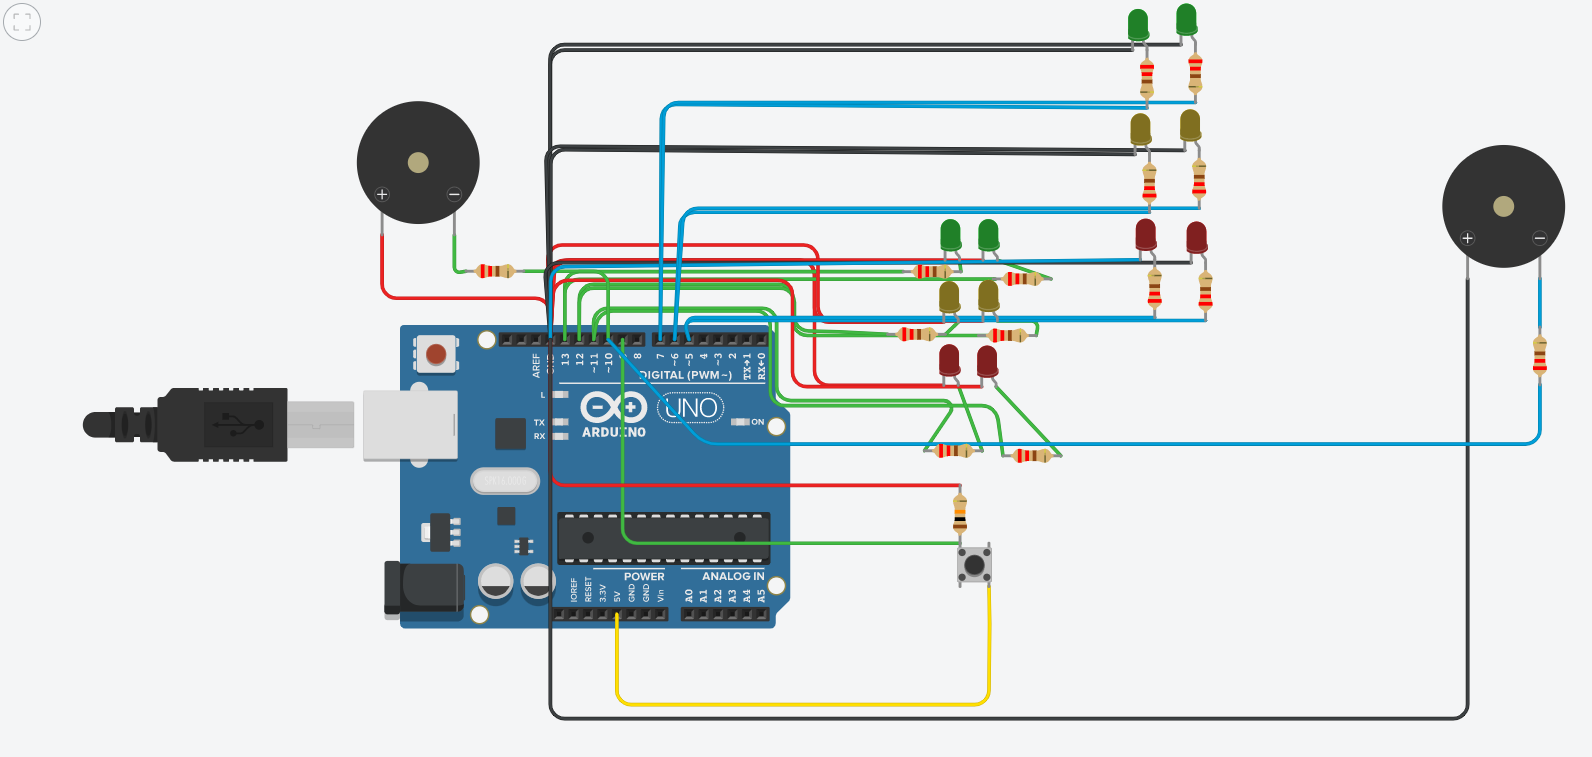 + −
+ −
AREF
GND
13
12
~11
~10
8
7
~6
~5
4
~3
2
TX→1
RX←0
DIGITAL (PWM~)
L
TX
RX
UNO
ARDUINO
ON
POWER
ANALOG IN
IOREF
RESET
3.3V
5V
GND
GND
Vin
A0
A1
A2
A3
A4
A5